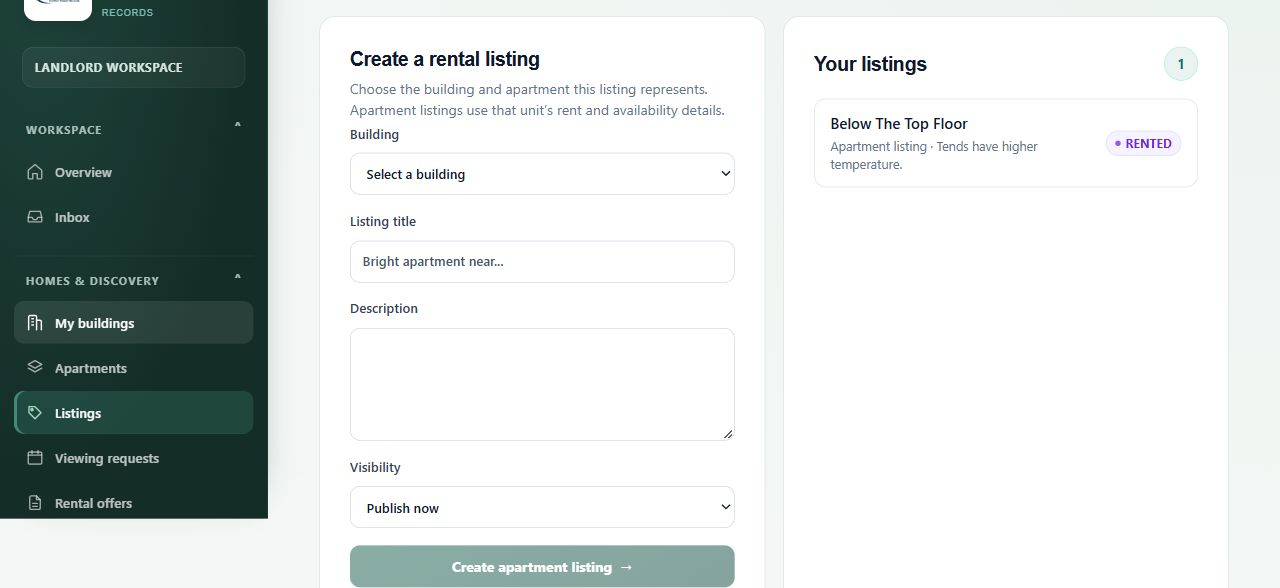 RECORDS
LANDLORD WORKSPACE
WORKSPACE
Overview
Inbox
HOMES & DISCOVERY
My buildings
Apartments
Listings
Viewing requests
Rental offers
Create a rental listing
Choose the building and apartment this listing represents.
Apartment listings use that unit's rent and availability details.
Building
Select a building
Listing title
Bright apartment near...
Description
Visibility
Publish now
Create apartment listing →
Your listings
1
Below The Top Floor
Apartment listing · Tends have higher
temperature.
RENTED